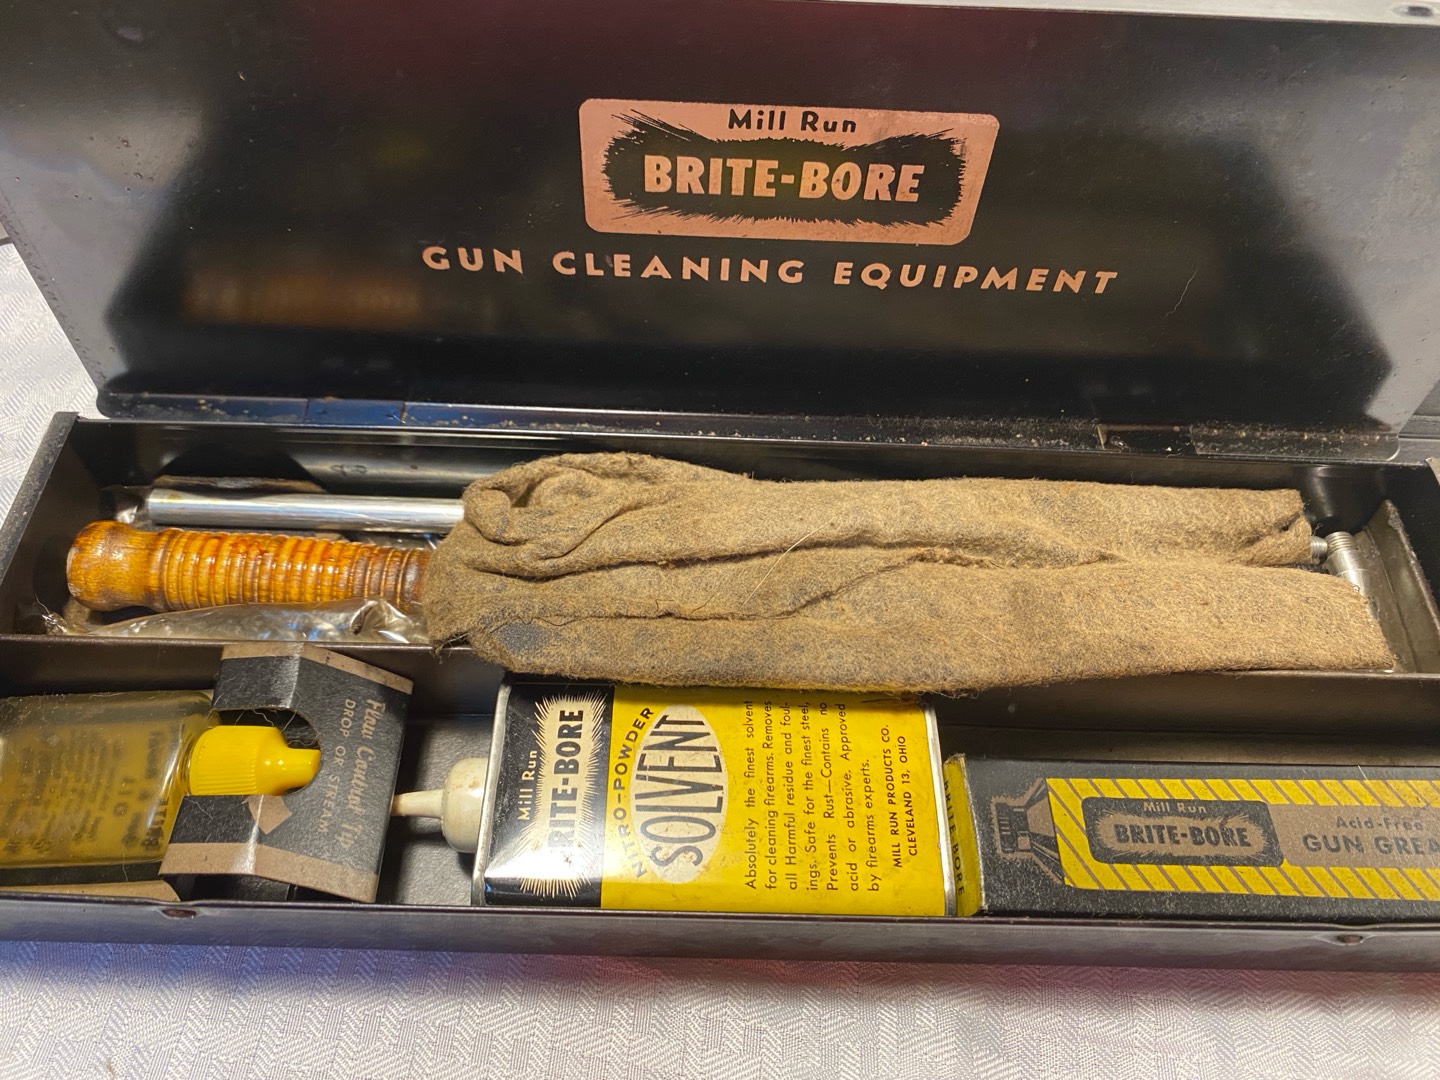 Mill Run
BRITE-BORE
GUN CLEANING EQUIPMENT
Flow Control Tip
DROP OR STREAM
Mill Run
BRITE-BORE
NITRO-POWDER
SOLVENT
Absolutely the finest solvent
for cleaning firearms. Removes
all Harmful residue and foul-
ings. Safe for the finest steel,
Prevents Rust—Contains no
acid or abrasive. Approved
by firearms experts.
MILL RUN PRODUCTS CO.
CLEVELAND 13, OHIO
Mill Run
BRITE-BORE
Acid-Free
GUN GREA